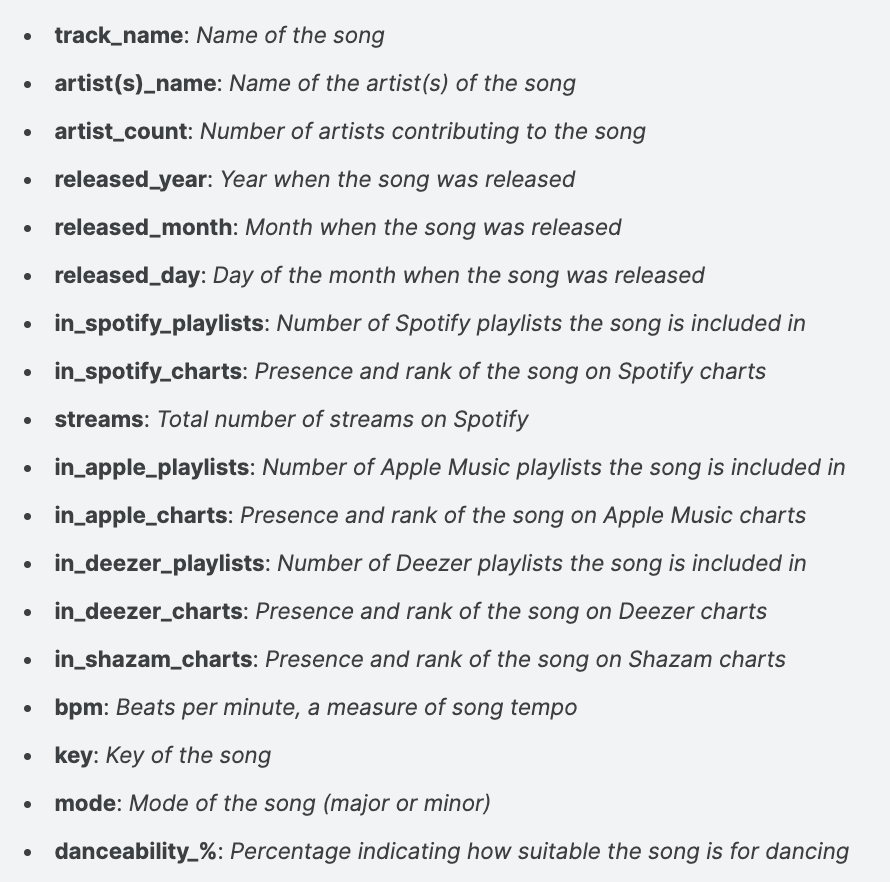 • track_name: Name of the song
• artist(s)_name: Name of the artist(s) of the song
• artist_count: Number of artists contributing to the song
• released_year: Year when the song was released
• released_month: Month when the song was released
• released_day: Day of the month when the song was released
• in_spotify_playlists: Number of Spotify playlists the song is included in
• in_spotify_charts: Presence and rank of the song on Spotify charts
• streams: Total number of streams on Spotify
• in_apple_playlists: Number of Apple Music playlists the song is included in
• in_apple_charts: Presence and rank of the song on Apple Music charts
• in_deezer_playlists: Number of Deezer playlists the song is included in
• in_deezer_charts: Presence and rank of the song on Deezer charts
• in_shazam_charts: Presence and rank of the song on Shazam charts
• bpm: Beats per minute, a measure of song tempo
• key: Key of the song
• mode: Mode of the song (major or minor)
• danceability_%: Percentage indicating how suitable the song is for dancing